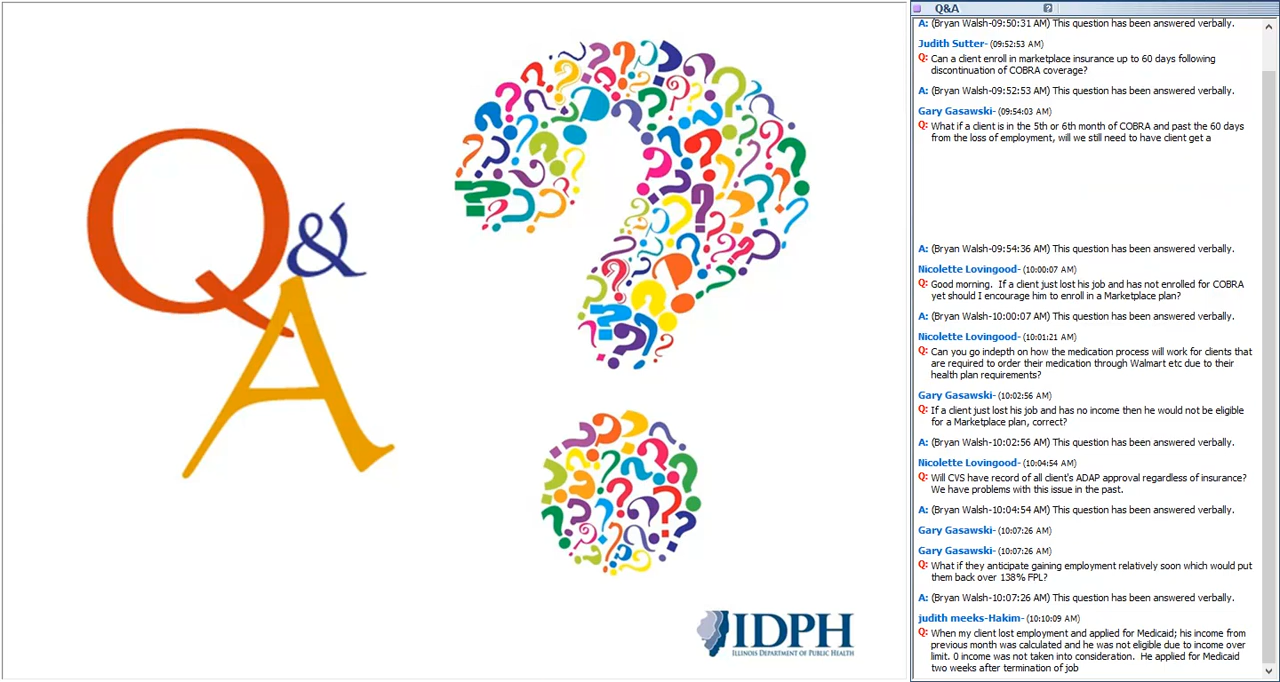 Q
&
A
IDPH
ILLINOIS DEPARTMENT OF PUBLIC HEALTH
Q&A
A: (Bryan Walsh-09:50:31 AM) This question has been answered verbally.
Judith Sutter- (09:52:53 AM)
Q: Can a client enroll in marketplace insurance up to 60 days following
discontinuation of COBRA coverage?
A: (Bryan Walsh-09:52:53 AM) This question has been answered verbally.
Gary Gasawski- (09:54:03 AM)
Q: What if a client is in the 5th or 6th month of COBRA and past the 60 days
from the loss of employment, will we still need to have client get a
A: (Bryan Walsh-09:54:36 AM) This question has been answered verbally.
Nicolette Lovingood- (10:00:07 AM)
Q: Good morning. If a client just lost his job and has not enrolled for COBRA
yet should I encourage him to enroll in a Marketplace plan?
A: (Bryan Walsh-10:00:07 AM) This question has been answered verbally.
Nicolette Lovingood- (10:01:21 AM)
Q: Can you go indepth on how the medication process will work for clients that
are required to order their medication through Walmart etc due to their
health plan requirements?
Gary Gasawski- (10:02:56 AM)
Q: If a client just lost his job and has no income then he would not be eligible
for a Marketplace plan, correct?
A: (Bryan Walsh-10:02:56 AM) This question has been answered verbally.
Nicolette Lovingood- (10:04:54 AM)
Q: Will CVS have record of all client's ADAP approval regardless of insurance?
We have problems with this issue in the past.
A: (Bryan Walsh-10:04:54 AM) This question has been answered verbally.
Gary Gasawski- (10:07:26 AM)
Gary Gasawski- (10:07:26 AM)
Q: What if they anticipate gaining employment relatively soon which would put
them back over 138% FPL?
A: (Bryan Walsh-10:07:26 AM) This question has been answered verbally.
judith meeks-Hakim- (10:10:09 AM)
Q: When my client lost employment and applied for Medicaid; his income from
previous month was calculated and he was not eligible due to income over
limit. 0 income was not taken into consideration. He applied for Medicaid
two weeks after termination of job